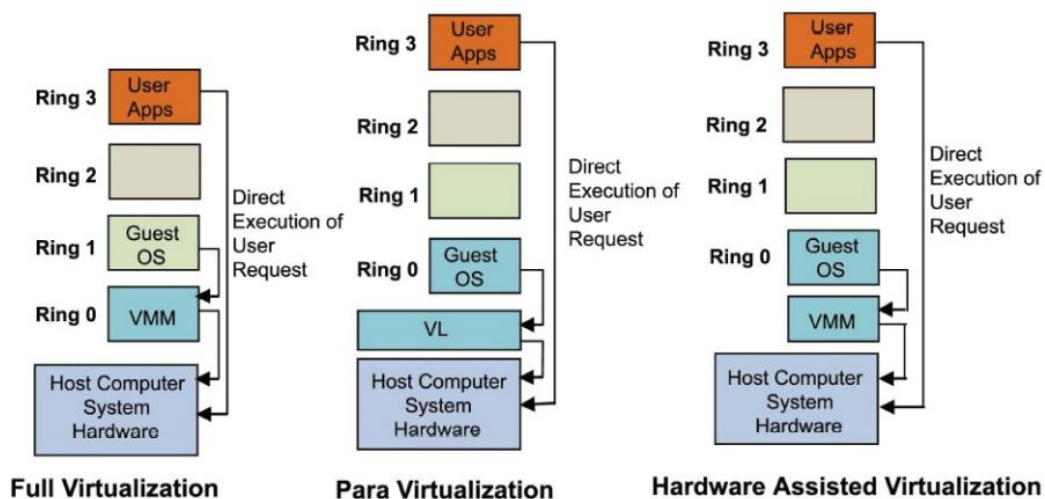 Ring 3
User
Apps
Ring 2
Ring 1
Guest
OS
Ring 0
VMM
Direct
Execution of
User
Request
Host Computer
System
Hardware
Full Virtualization
Ring 3
User
Apps
Ring 2
Ring 1
Ring 0
Guest
OS
VL
Direct
Execution of
User
Request
Host Computer
System
Hardware
Para Virtualization
Ring 3
User
Apps
Ring 2
Ring 1
Ring 0
Guest
OS
VMM
Direct
Execution of
User
Request
Host Computer
System
Hardware
Hardware Assisted Virtualization